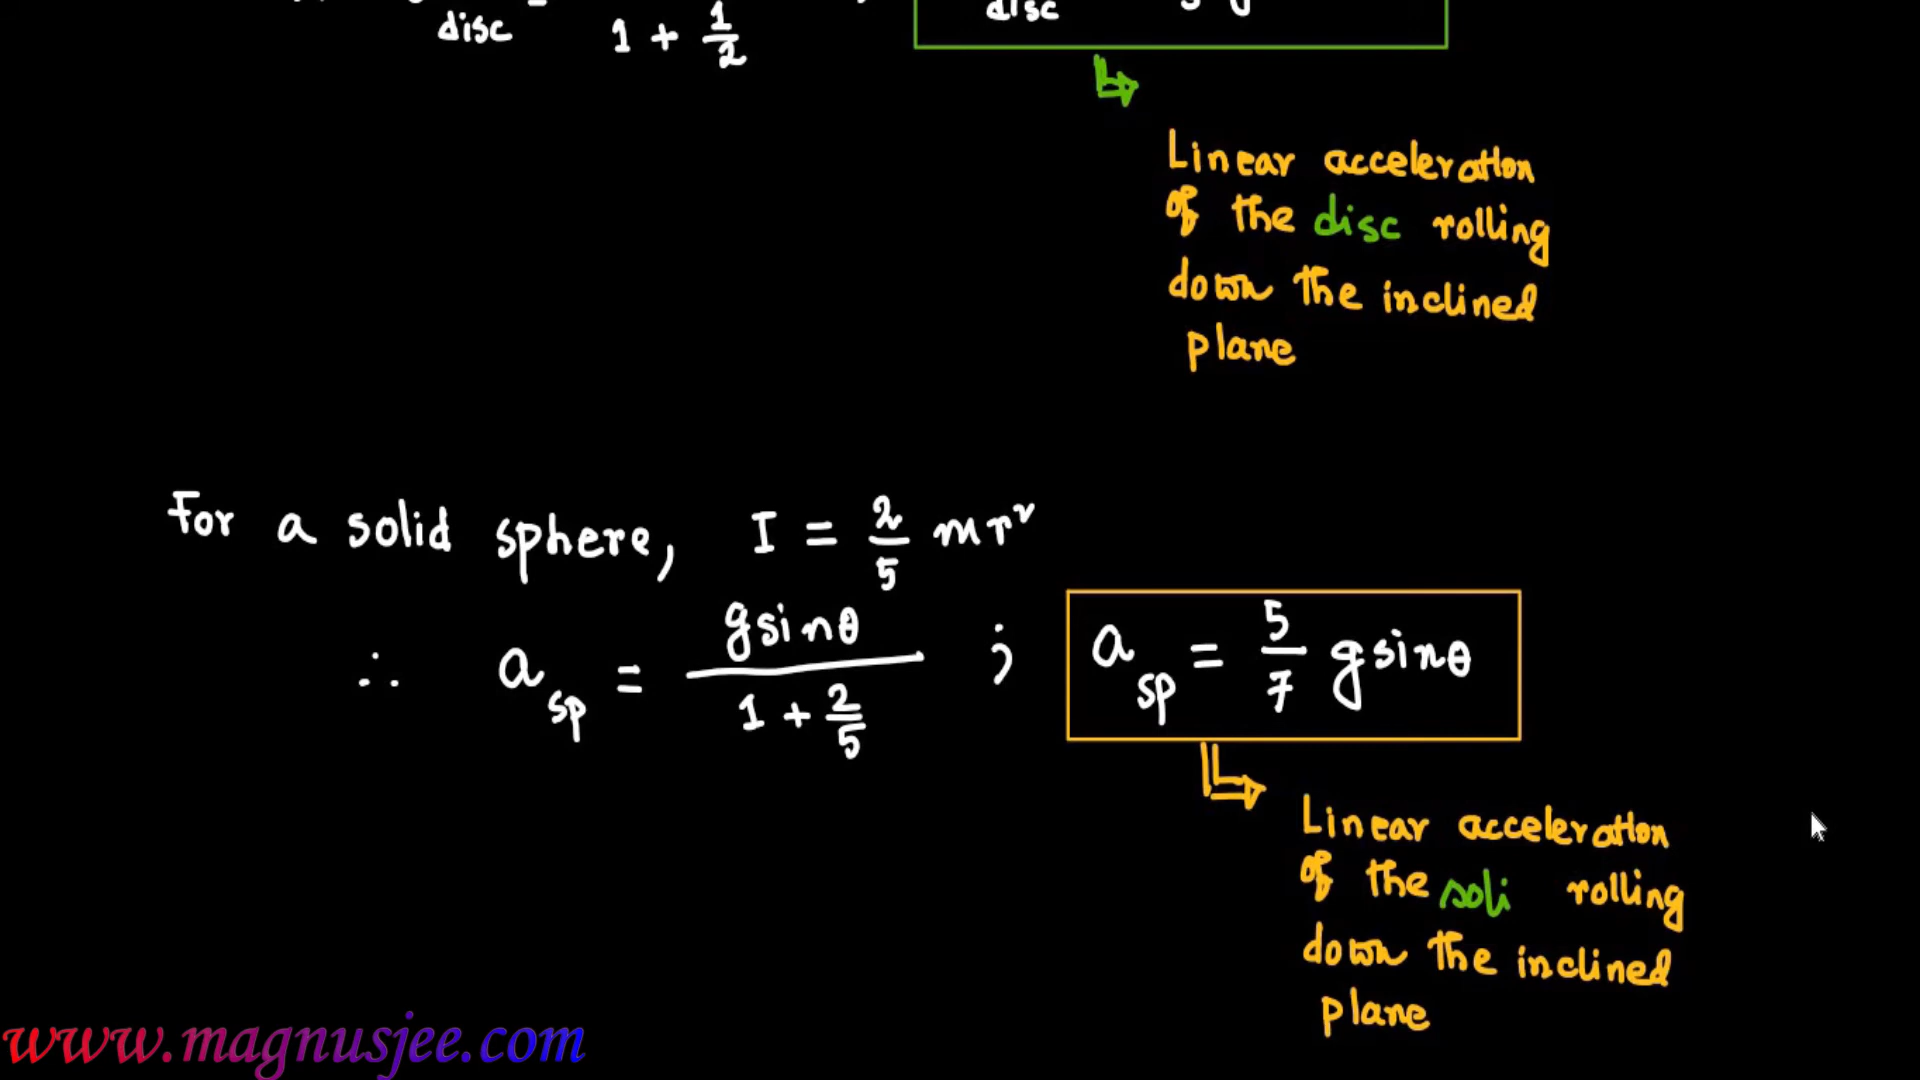 disc
1 + 1/2
disc
Linear acceleration
of the disc rolling
down the inclined
plane
For a solid sphere, I = 2/5 mr²
∴ a_sp = gsinθ / (1 + 2/5) ; a_sp = 5/7 gsinθ
Linear acceleration
of the soli rolling
down the inclined
plane
www.magnusjee.com